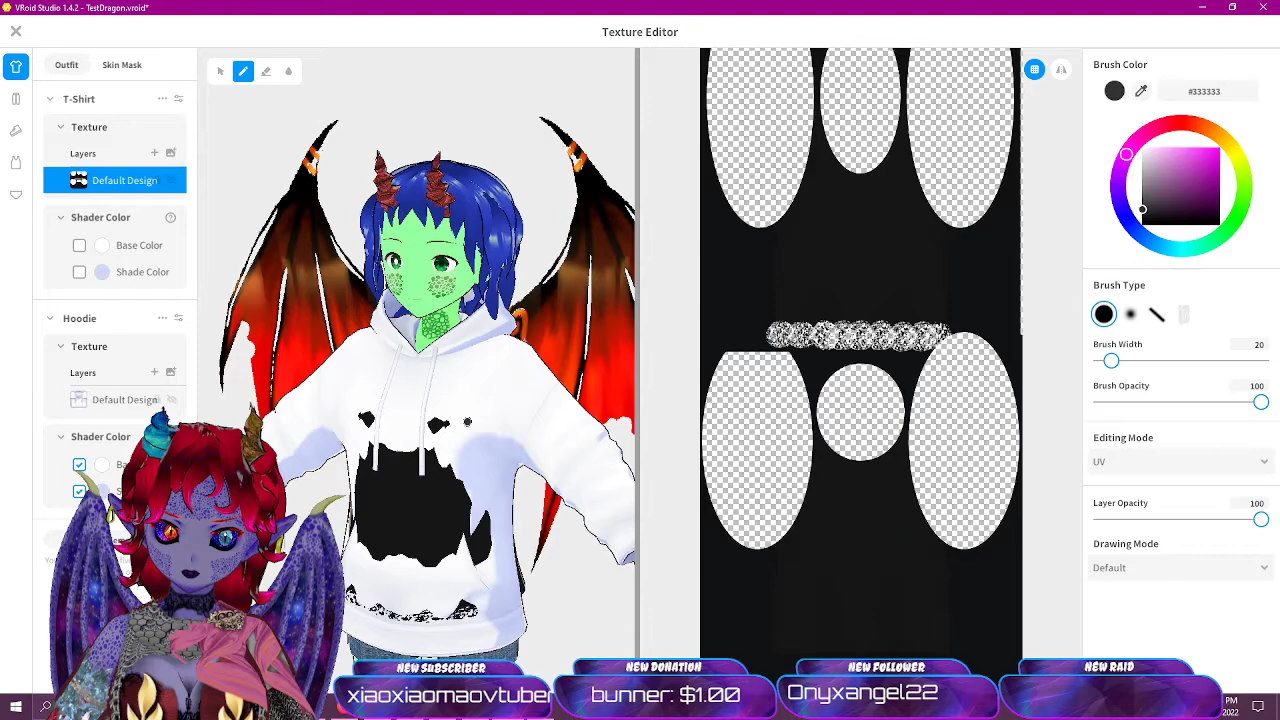 VRoid Studio 1.4.2 - TestDragon.vroid*
Texture Editor
Outfit
Skin Mask
T-Shirt
Texture
Layers
Default Design
Shader Color
Base Color
Shade Color
Hoodie
Texture
Layers
Default Design
Shader Color
Brush Color
#333333
Brush Type
Brush Width
20
Brush Opacity
100
Editing Mode
UV
Layer Opacity
100
Drawing Mode
Default
NEW SUBSCRIBER
xiaoxiaomaovtuber
NEW DONATION
bunner: $1.00
NEW FOLLOWER
Onyxangel22
NEW RAID
PM
2022